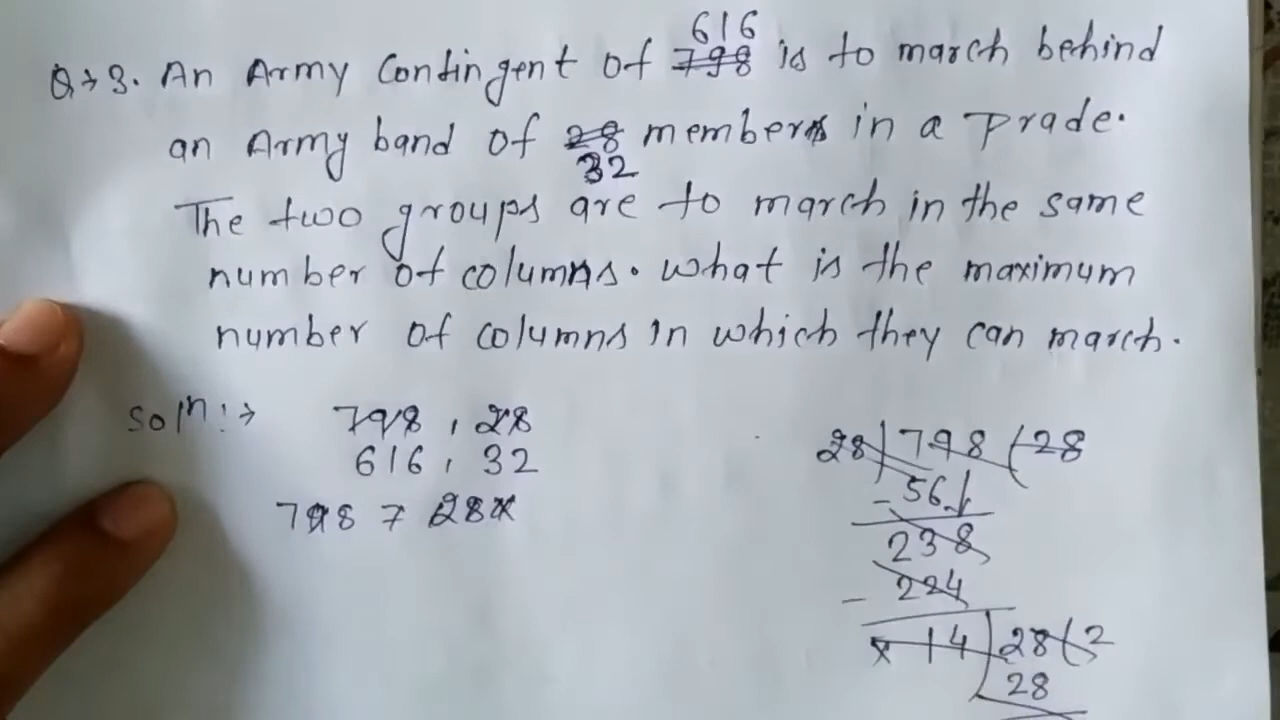 616
Q→3. An Army Contingent of 798 is to march behind
an Army band of 28 members in a Prade.
32
The two groups are to march in the same
number of columns. what is the maximum
number of columns in which they can march.
Soln:→ 798, 28
616, 32
798 > 28x
28)798(28
-561
238
-224
x14)28(2
28